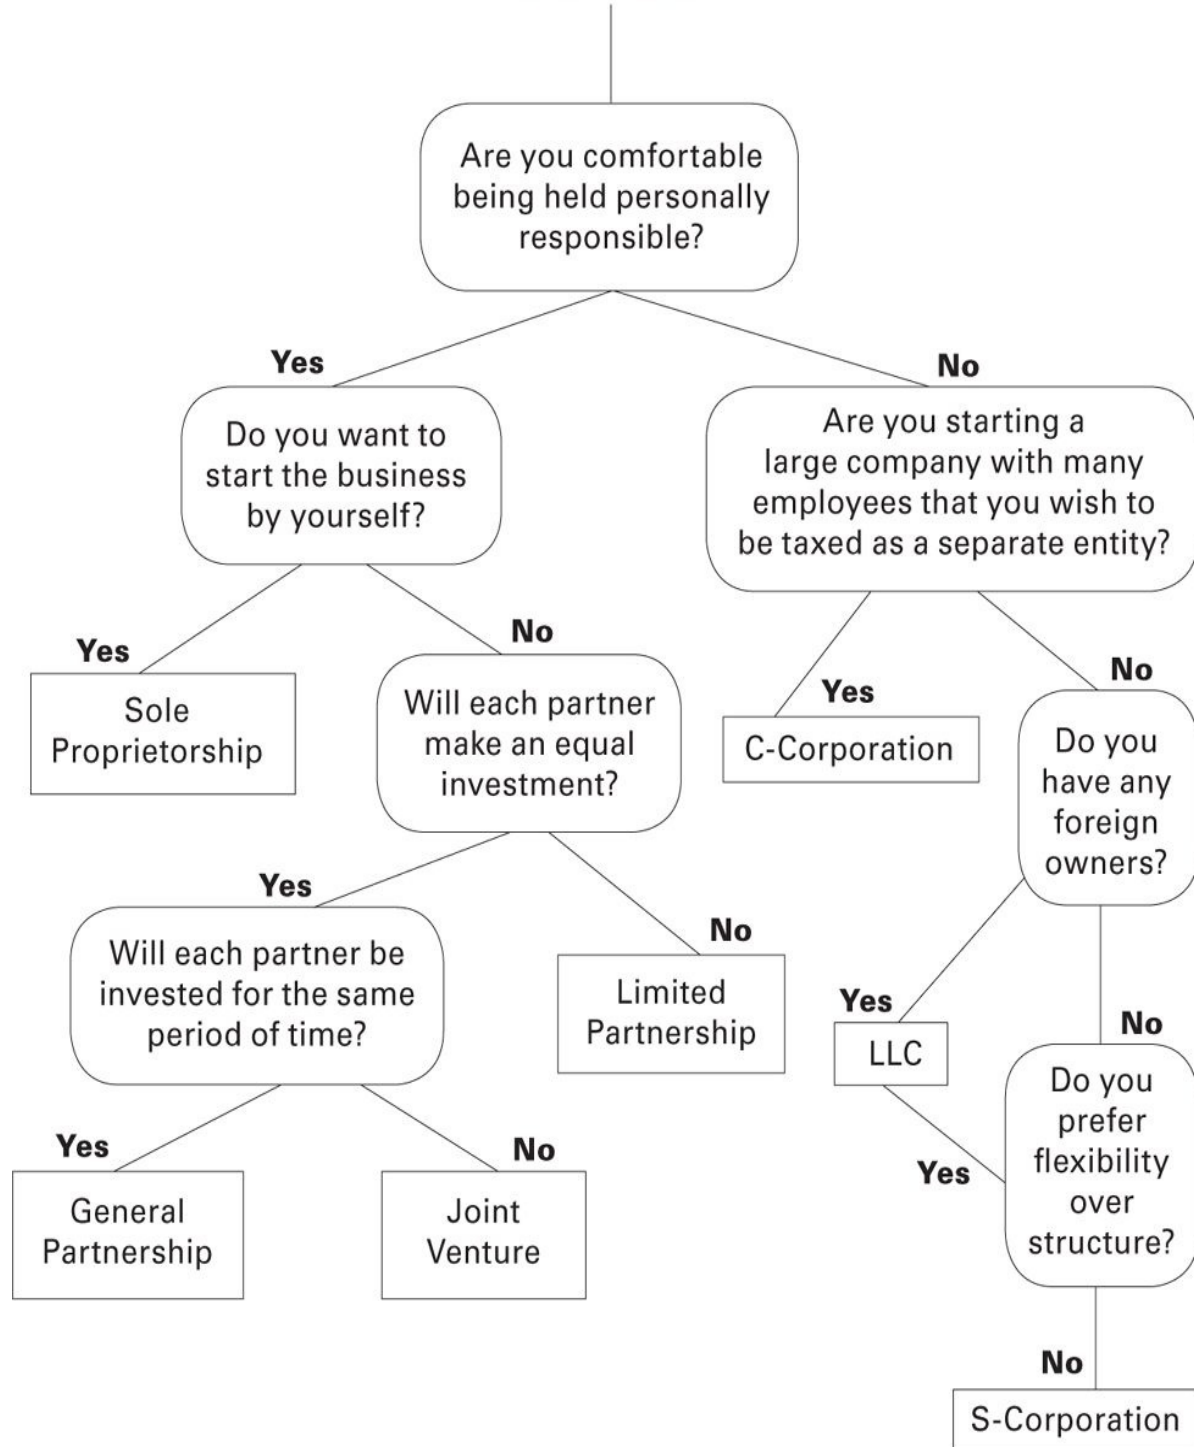 Are you comfortable
being held personally
responsible?
Yes
No
Do you want to
start the business
by yourself?
Are you starting a
large company with many
employees that you wish to
be taxed as a separate entity?
Yes
No
Yes
No
Sole
Proprietorship
Will each partner
make an equal
investment?
C-Corporation
Do you
have any
foreign
owners?
Yes
No
Yes
No
Will each partner be
invested for the same
period of time?
Limited
Partnership
LLC
Do you
prefer
flexibility
over
structure?
Yes
No
Yes
General
Partnership
Joint
Venture
No
S-Corporation